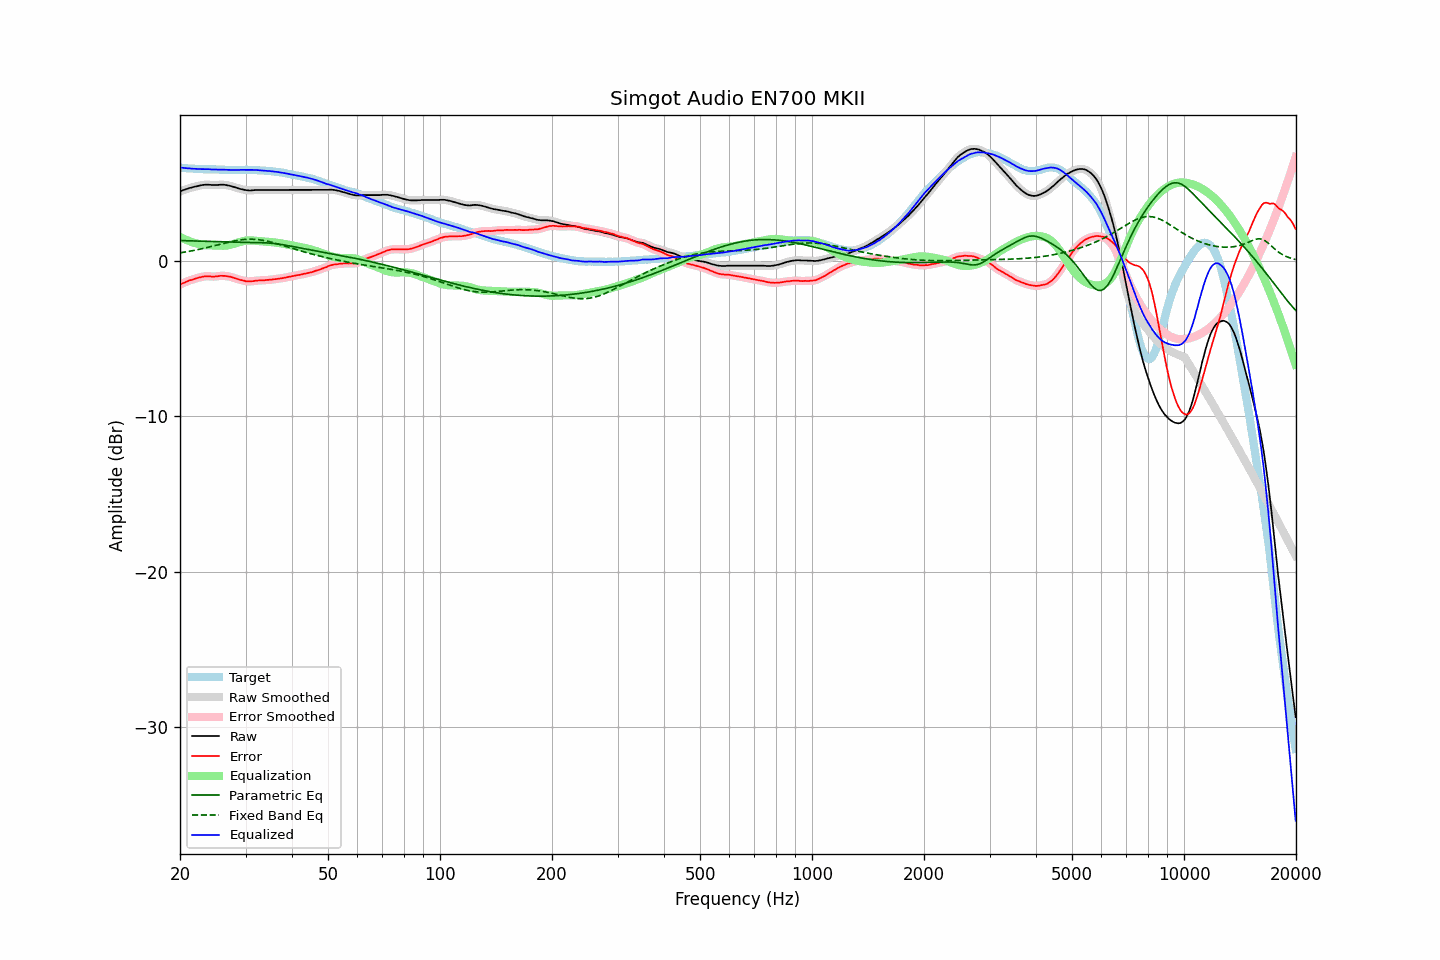 Simgot Audio EN700 MKII
Amplitude (dBr)
0
−10
−20
−30
Target
Raw Smoothed
Error Smoothed
Raw
Error
Equalization
Parametric Eq
Fixed Band Eq
Equalized
20 50 100 200 500 1000 2000 5000 10000 20000
Frequency (Hz)